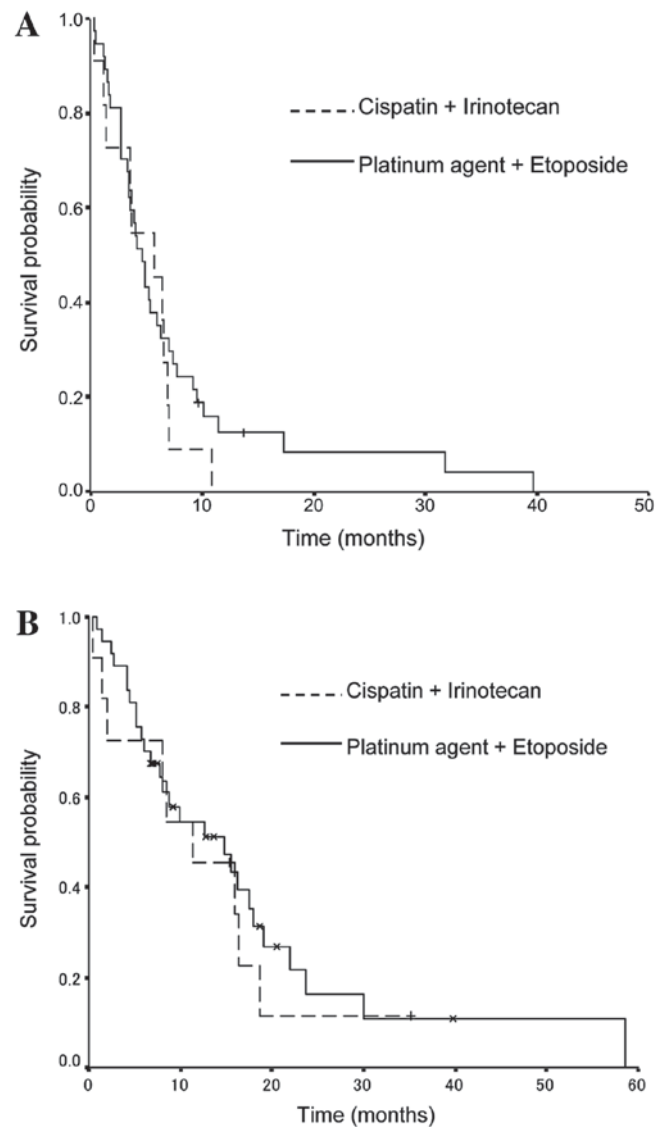 A
1.0
Cispatin + Irinotecan
0.8
Platinum agent + Etoposide
0.6
Survival probability
0.4
0.2
0.0
0 10 20 30 40 50
Time (months)
B
1.0
Cispatin + Irinotecan
0.8
Platinum agent + Etoposide
0.6
Survival probability
0.4
0.2
0.0
0 10 20 30 40 50 60
Time (months)